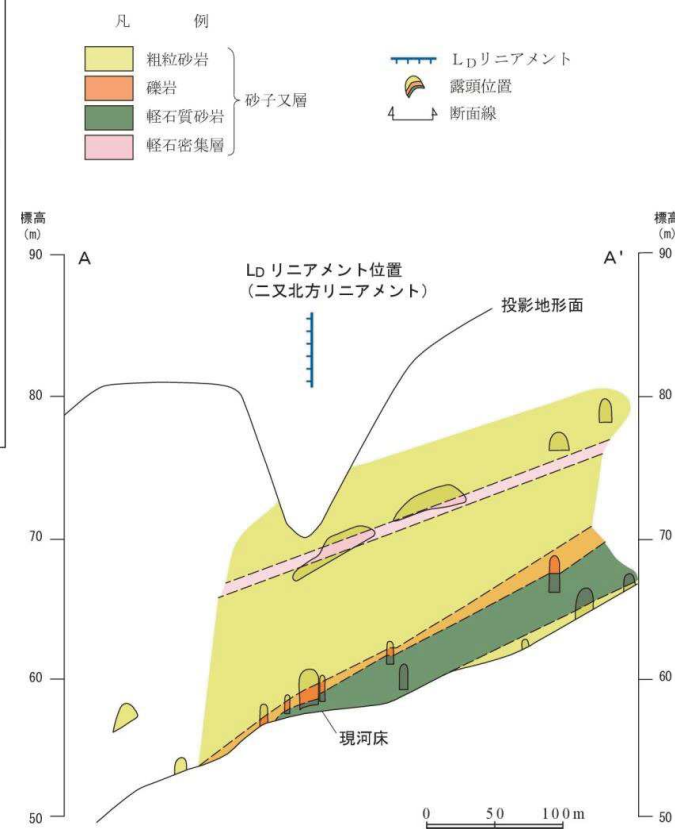 凡　例
粗粒砂岩
礫岩
軽石質砂岩
軽石密集層
砂子又層
LDリニアメント
露頭位置
断面線
標高
(m)
標高
(m)
90
A
A'
90
LDリニアメント位置
(二又北方リニアメント)
投影地形面
80
80
70
70
60
60
現河床
50
50
0 50 100m